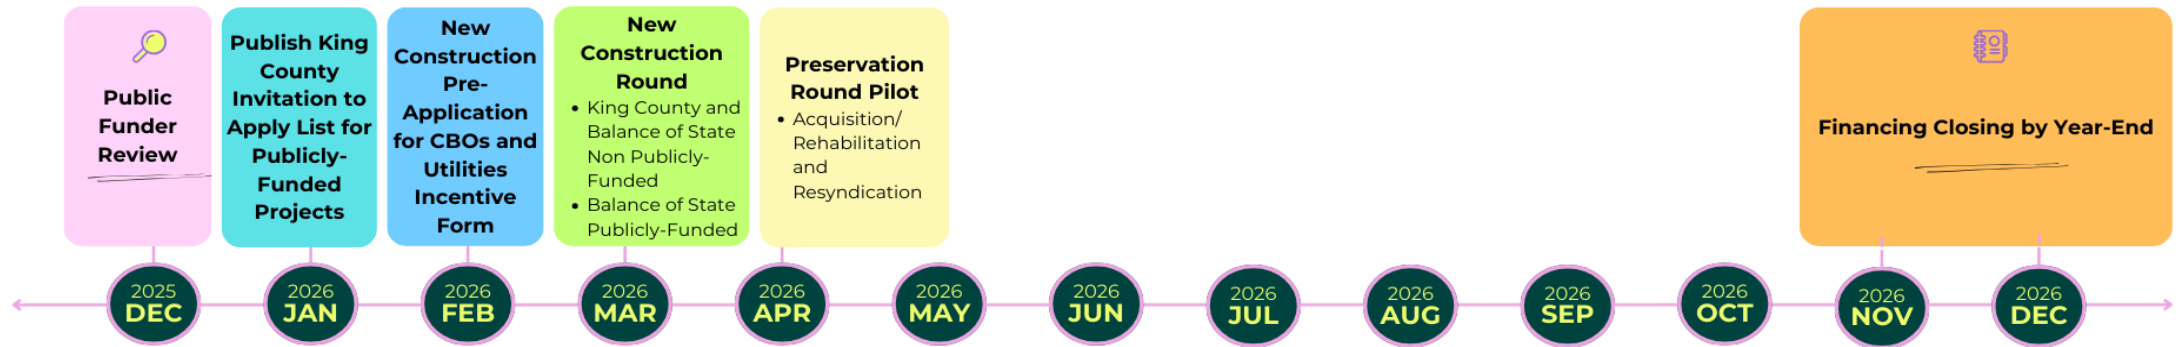 Public
Funder
Review
Publish King
County
Invitation to
Apply List for
Publicly-
Funded
Projects
New
Construction
Pre-
Application
for CBOs and
Utilities
Incentive
Form
New
Construction
Round
• King County and
Balance of State
Non Publicly-
Funded
• Balance of State
Publicly-Funded
Preservation
Round Pilot
• Acquisition/
Rehabilitation
and
Resyndication
Financing Closing by Year-End
2025
DEC
2026
JAN
2026
FEB
2026
MAR
2026
APR
2026
MAY
2026
JUN
2026
JUL
2026
AUG
2026
SEP
2026
OCT
2026
NOV
2026
DEC